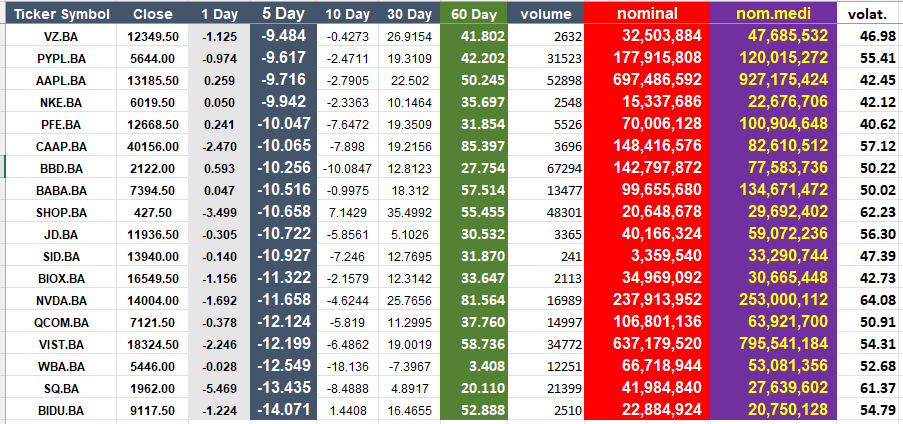 Ticker Symbol Close 1 Day 5 Day 10 Day 30 Day 60 Day volume nominal nom.medi volat.
VZ.BA 12349.50 -1.125 -9.484 -0.4273 26.9154 41.802 2632 32,503,884 47,685,532 46.98
PYPL.BA 5644.00 -0.974 -9.617 -2.4711 19.3109 42.202 31523 177,915,808 120,015,272 55.41
AAPL.BA 13185.50 0.259 -9.716 -2.7905 22.502 50.245 52898 697,486,592 927,175,424 42.45
NKE.BA 6019.50 0.050 -9.942 -2.3363 10.1464 35.697 2548 15,337,686 22,676,706 42.12
PFE.BA 12668.50 0.241 -10.047 -7.6472 19.3509 31.854 5526 70,006,128 100,904,648 40.62
CAAP.BA 40156.00 -2.470 -10.065 -7.898 19.2156 85.397 3696 148,416,576 82,610,512 57.12
BBD.BA 2122.00 0.593 -10.256 -10.0847 12.8123 27.754 67294 142,797,872 77,583,736 50.22
BABA.BA 7394.50 0.047 -10.516 -0.9975 18.312 57.514 13477 99,655,680 134,671,472 50.02
SHOP.BA 427.50 -3.499 -10.658 7.1429 35.4992 55.455 48301 20,648,678 29,692,402 62.23
JD.BA 11936.50 -0.305 -10.722 -5.8561 5.1026 30.532 3365 40,166,324 59,072,236 56.30
SID.BA 13940.00 -0.140 -10.927 -7.246 12.7695 31.870 241 3,359,540 33,290,744 47.39
BIOX.BA 16549.50 -1.156 -11.322 -2.1579 12.3142 33.647 2113 34,969,092 30,665,448 42.73
NVDA.BA 14004.00 -1.692 -11.658 -4.6244 25.7656 81.564 16989 237,913,952 253,000,112 64.08
QCOM.BA 7121.50 -0.378 -12.124 -5.819 11.2995 37.760 14997 106,801,136 63,921,700 50.91
VIST.BA 18324.50 -2.246 -12.199 -6.4862 19.0019 58.736 34772 637,179,520 795,541,184 54.31
WBA.BA 5446.00 -0.028 -12.549 -18.136 -7.3967 3.408 12251 66,718,944 53,081,356 52.68
SQ.BA 1962.00 -5.469 -13.435 -8.4888 4.8917 20.110 21399 41,984,840 27,639,602 61.37
BIDU.BA 9117.50 -1.224 -14.071 1.4408 16.4655 52.888 2510 22,884,924 20,750,128 54.79